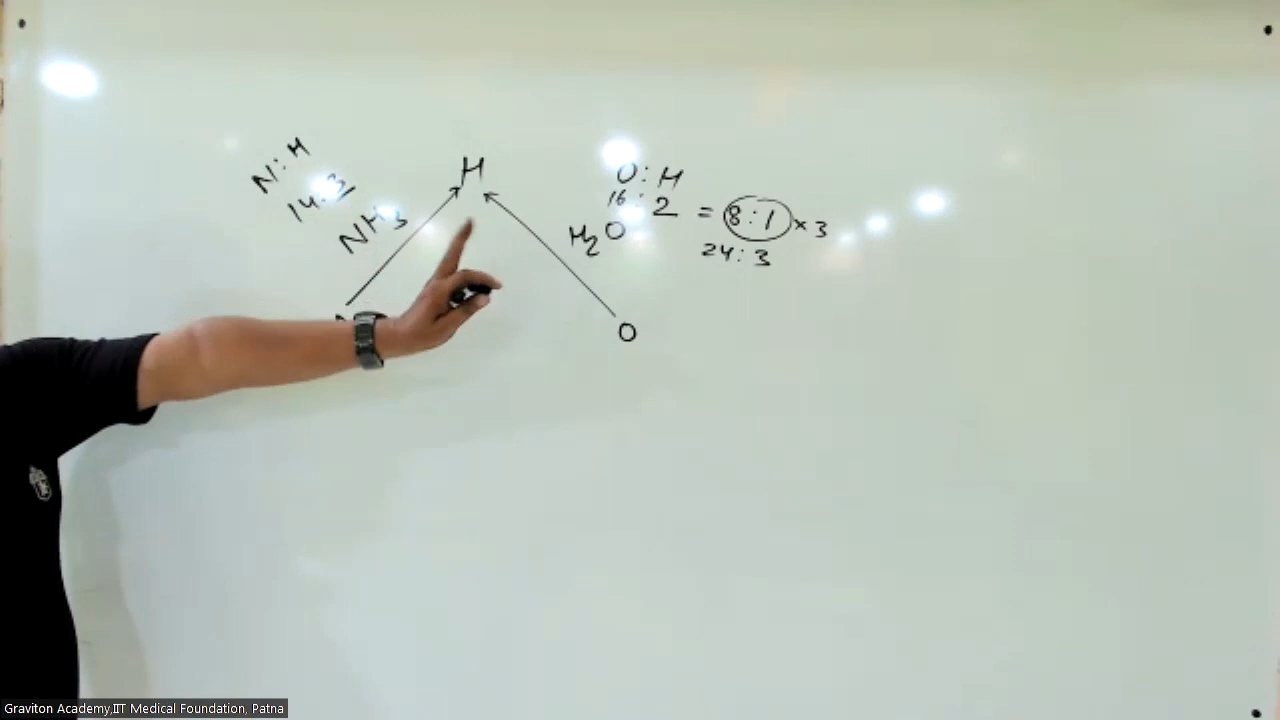 N:H
14:3
NH3
H
O:H
16:2 = 8:1 x 3
H2O
24:3
O
Graviton Academy,IIT Medical Foundation, Patna